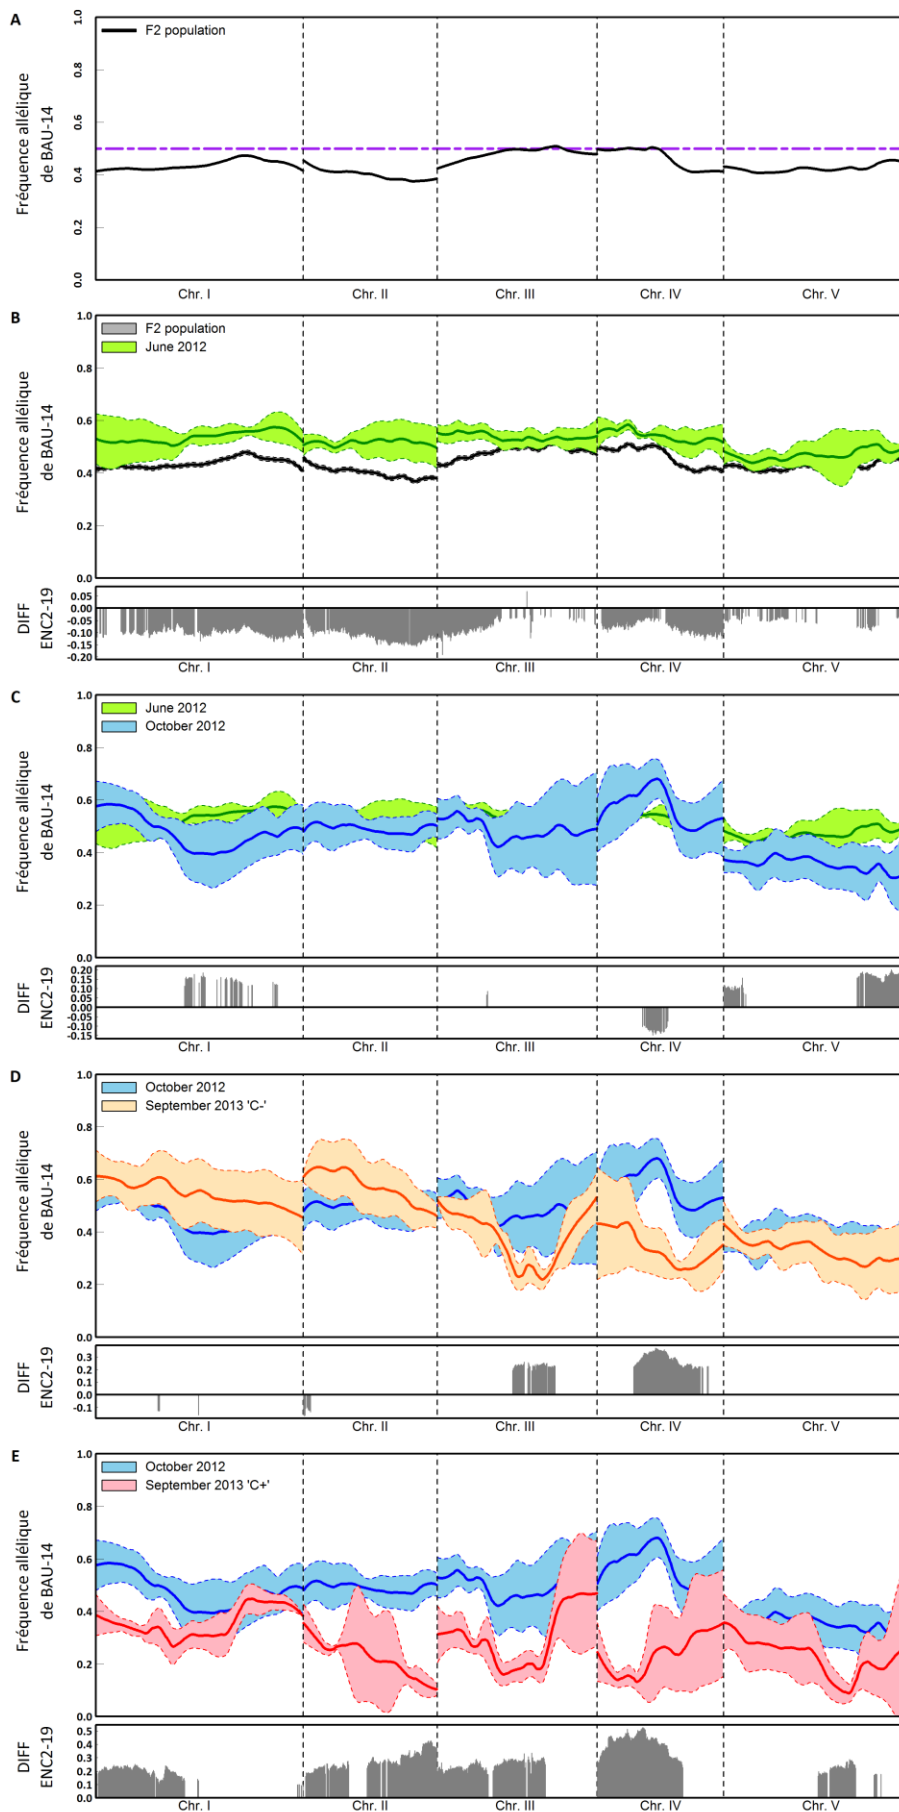 A
F2 population
Fréquence allélique
de BAU-14
1.0
0.8
0.6
0.4
0.2
0.0
Chr. I
Chr. II
Chr. III
Chr. IV
Chr. V
B
F2 population
June 2012
Fréquence allélique
de BAU-14
1.0
0.8
0.6
0.4
0.2
0.0
DIFF
ENC2-19
0.05
0.00
-0.05
-0.10
-0.15
-0.20
Chr. I
Chr. II
Chr. III
Chr. IV
Chr. V
C
June 2012
October 2012
Fréquence allélique
de BAU-14
1.0
0.8
0.6
0.4
0.2
0.0
DIFF
ENC2-19
0.20
0.15
0.10
0.05
0.00
-0.05
-0.10
-0.15
Chr. I
Chr. II
Chr. III
Chr. IV
Chr. V
D
October 2012
September 2013 'C-'
Fréquence allélique
de BAU-14
1.0
0.8
0.6
0.4
0.2
0.0
DIFF
ENC2-19
0.3
0.2
0.1
0.0
-0.1
Chr. I
Chr. II
Chr. III
Chr. IV
Chr. V
E
October 2012
September 2013 'C+'
Fréquence allélique
de BAU-14
1.0
0.8
0.6
0.4
0.2
0.0
DIFF
ENC2-19
0.5
0.4
0.3
0.2
0.1
0.0
Chr. I
Chr. II
Chr. III
Chr. IV
Chr. V